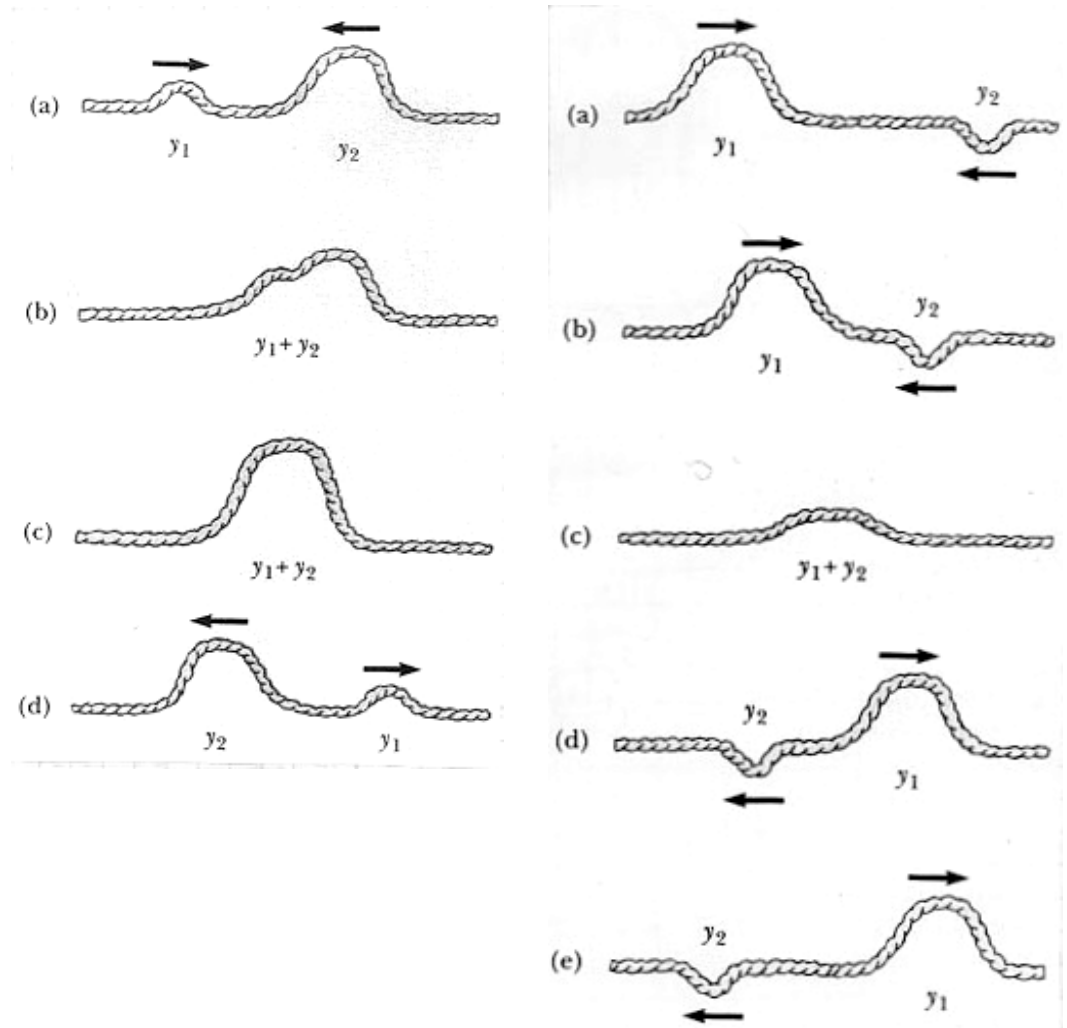 (a)
y₁
y₂
(b)
y₁ + y₂
(c)
y₁ + y₂
(d)
y₂
y₁
(a)
y₁
y₂
(b)
y₁
y₂
(c)
y₁ + y₂
(d)
y₂
y₁
(e)
y₂
y₁